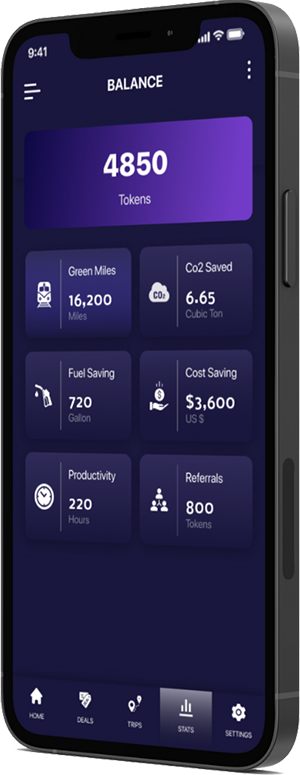 9:41
BALANCE
4850
Tokens
Green Miles
16,200
Miles
Co2 Saved
6.65
Cubic Ton
CO₂
Fuel Saving
720
Gallon
Cost Saving
$3,600
US $
Productivity
220
Hours
Referrals
800
Tokens
HOME
DEALS
TRIPS
STATS
SETTINGS